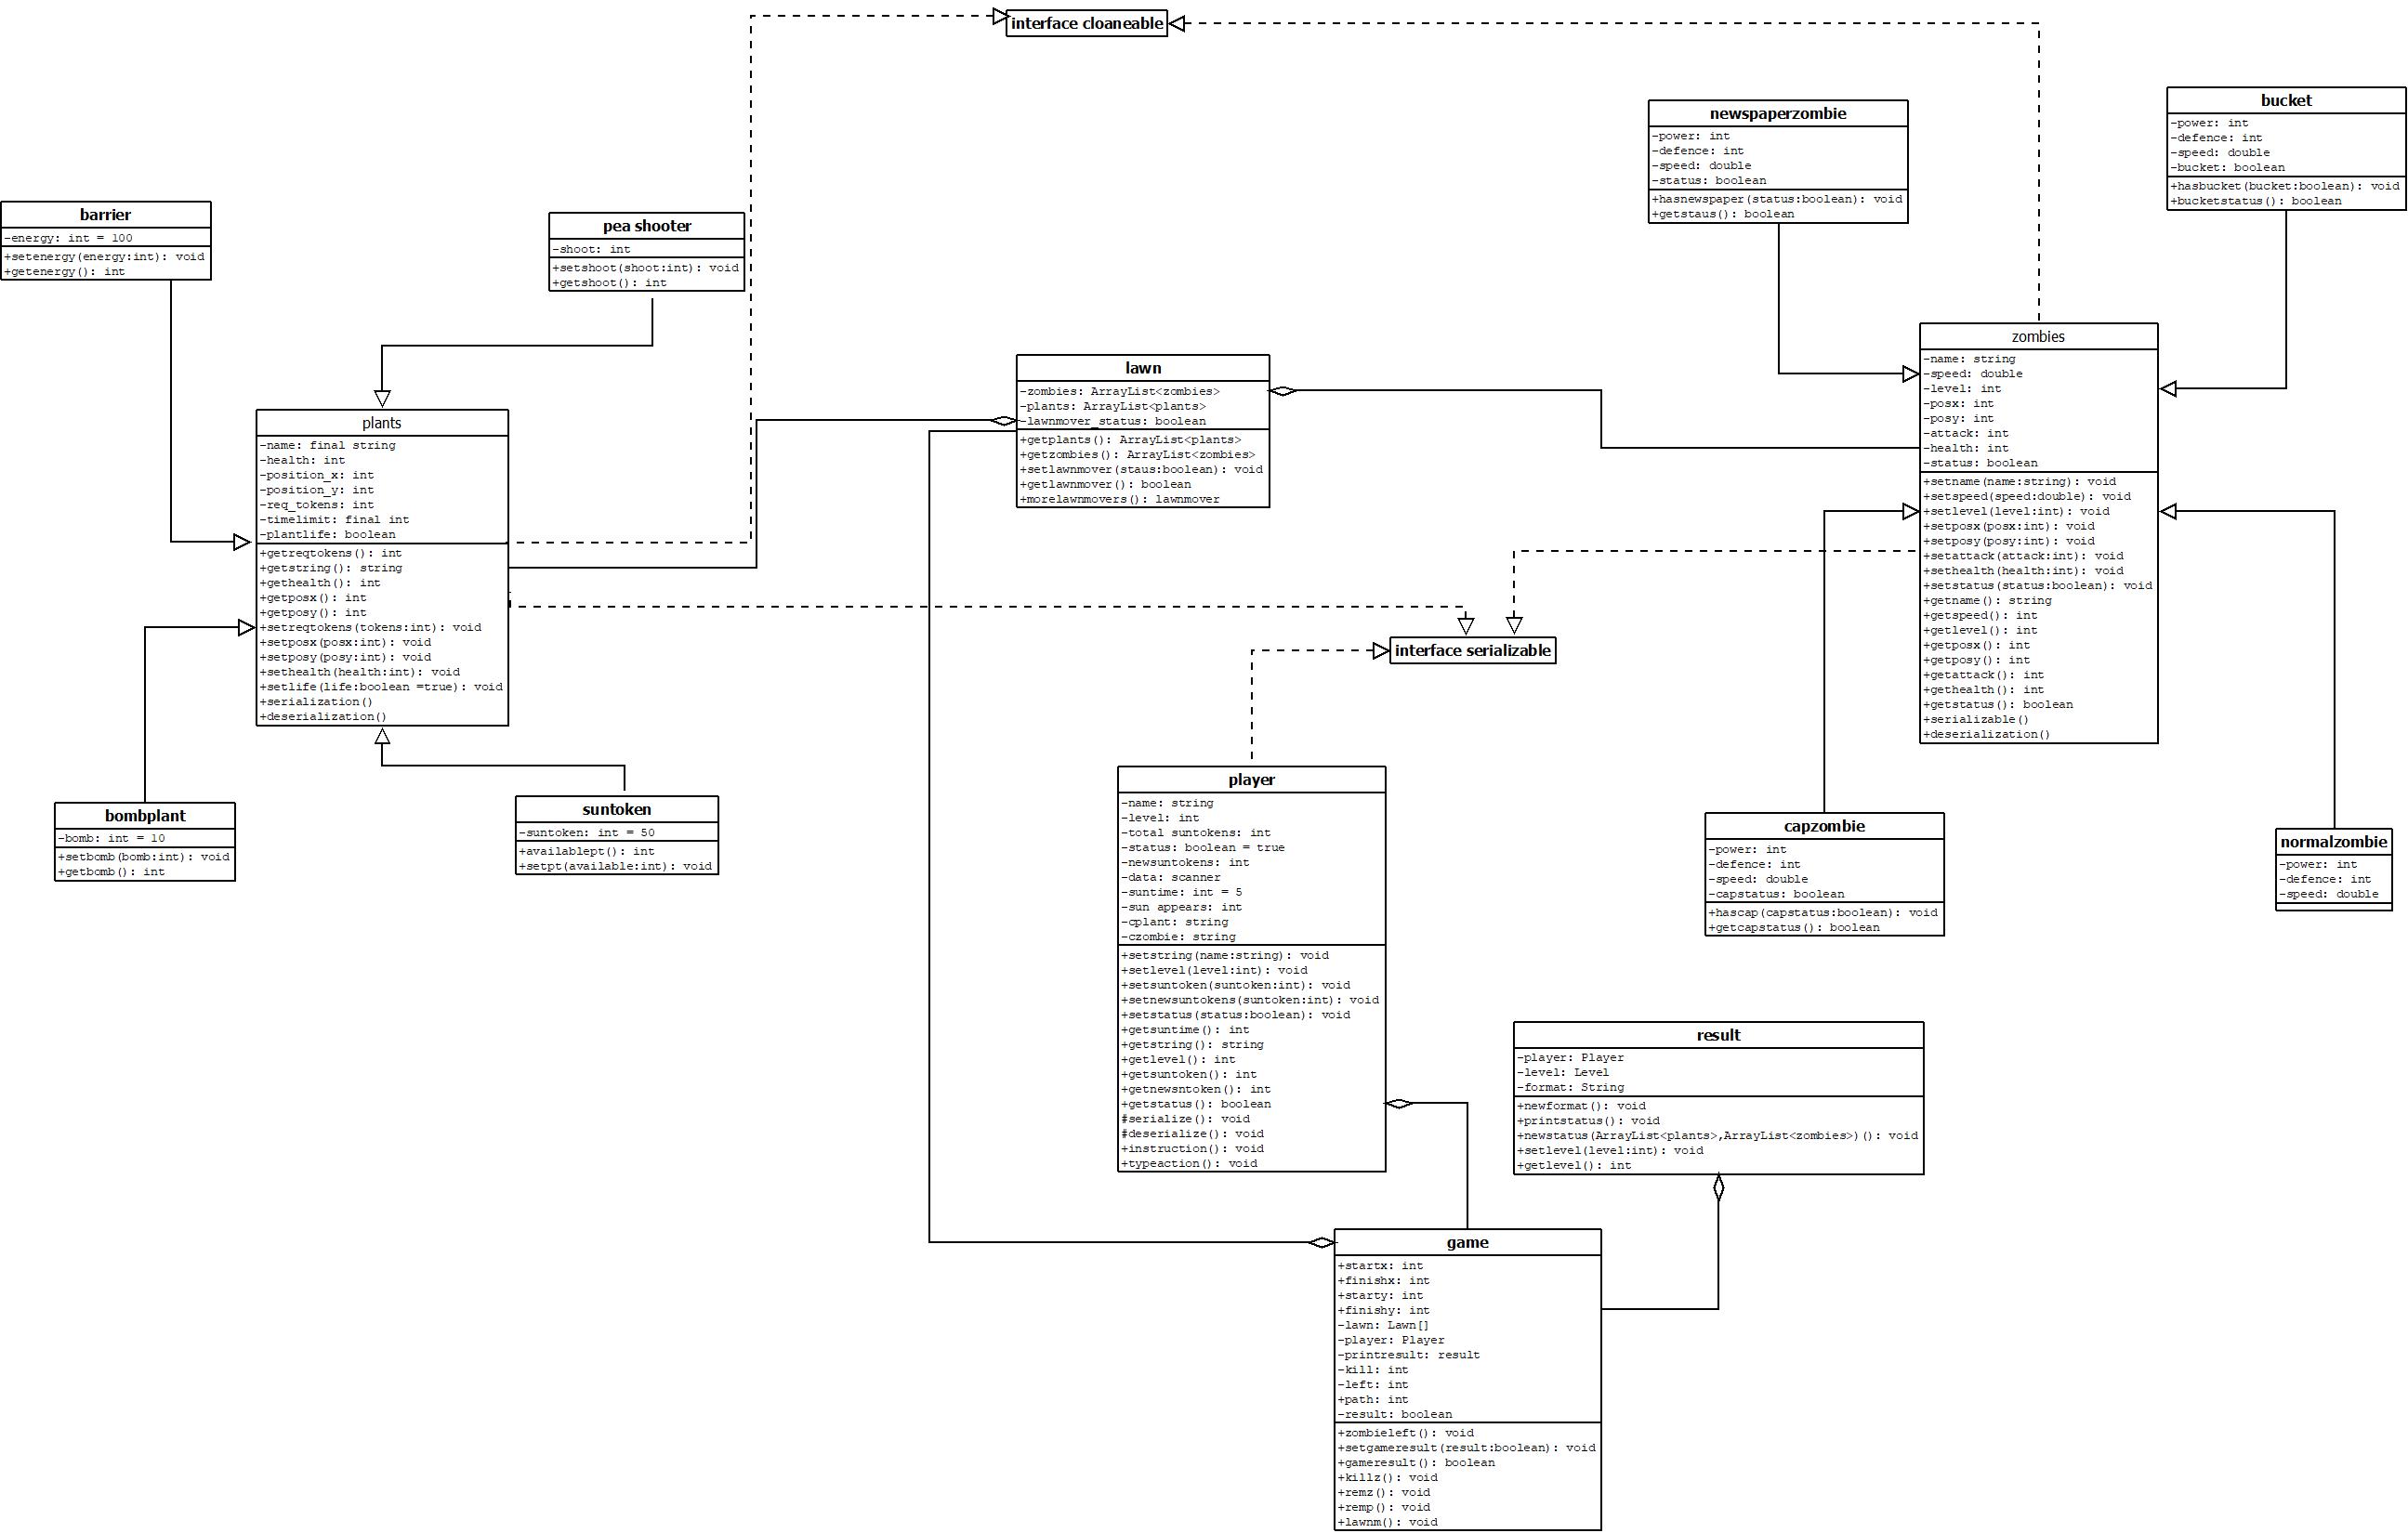 interface cloaneable
newspaperzombie
-power: int
-defence: int
-speed: double
-status: boolean
+hasnewspaper(status:boolean): void
+getstaus(): boolean
bucket
-power: int
-defence: int
-speed: double
-bucket: boolean
+hasbucket(bucket:boolean): void
+bucketstatus(): boolean
barrier
-energy: int = 100
+setenergy(energy:int): void
+getenergy(): int
pea shooter
-shoot: int
+setshoot(shoot:int): void
+getshoot(): int
zombies
-name: string
-speed: double
-level: int
-posx: int
-posy: int
-attack: int
-health: int
-status: boolean
+setname(name:string): void
+setspeed(speed:double): void
+setlevel(level:int): void
+setposx(posx:int): void
+setposy(posy:int): void
+setattack(attack:int): void
+sethealth(health:int): void
+setstatus(status:boolean): void
+getname(): string
+getspeed(): int
+getlevel(): int
+getposx(): int
+getposy(): int
+getattack(): int
+gethealth(): int
+getstatus(): boolean
+serializable()
+deserialization()
lawn
-zombies: ArrayList<zombies>
-plants: ArrayList<plants>
-lawnmover_status: boolean
+getplants(): ArrayList<plants>
+getzombies(): ArrayList<zombies>
+setlawnmover(staus:boolean): void
+getlawnmover(): boolean
+morelawnmovers(): lawnmover
plants
-name: final string
-health: int
-position_x: int
-position_y: int
-req_tokens: int
-timelimit: final int
-plantlife: boolean
+getreqtokens(): int
+getstring(): string
+gethealth(): int
+getposx(): int
+getposy(): int
+setreqtokens(tokens:int): void
+setposx(posx:int): void
+setposy(posy:int): void
+sethealth(health:int): void
+setlife(life:boolean =true): void
+serialization()
+deserialization()
interface serializable
bombplant
-bomb: int = 10
+setbomb(bomb:int): void
+getbomb(): int
suntoken
-suntoken: int = 50
+availablept(): int
+setpt(available:int): void
player
-name: string
-level: int
-total suntokens: int
-status: boolean = true
-newsuntokens: int
-data: scanner
-suntime: int = 5
-sun appears: int
-cplant: string
-czombie: string
+setstring(name:string): void
+setlevel(level:int): void
+setsuntoken(suntoken:int): void
+setnewsuntokens(suntoken:int): void
+setstatus(status:boolean): void
+getsuntime(): int
+getstring(): string
+getlevel(): int
+getsuntoken(): int
+getnewsntoken(): int
+getstatus(): boolean
#serialize(): void
#deserialize(): void
+instruction(): void
+typeaction(): void
capzombie
-power: int
-defence: int
-speed: double
-capstatus: boolean
+hascap(capstatus:boolean): void
+getcapstatus(): boolean
normalzombie
-power: int
-defence: int
-speed: double
result
-player: Player
-level: Level
-format: String
+newformat(): void
+printstatus(): void
+newstatus(ArrayList<plants>,ArrayList<zombies>)(): void
+setlevel(level:int): void
+getlevel(): int
game
+startx: int
+finishx: int
+starty: int
+finishy: int
-lawn: Lawn[]
-player: Player
-printresult: result
-kill: int
-left: int
+path: int
-result: boolean
+zombieleft(): void
+setgameresult(result:boolean): void
+gameresult(): boolean
+killz(): void
+remz(): void
+remp(): void
+lawnm(): void